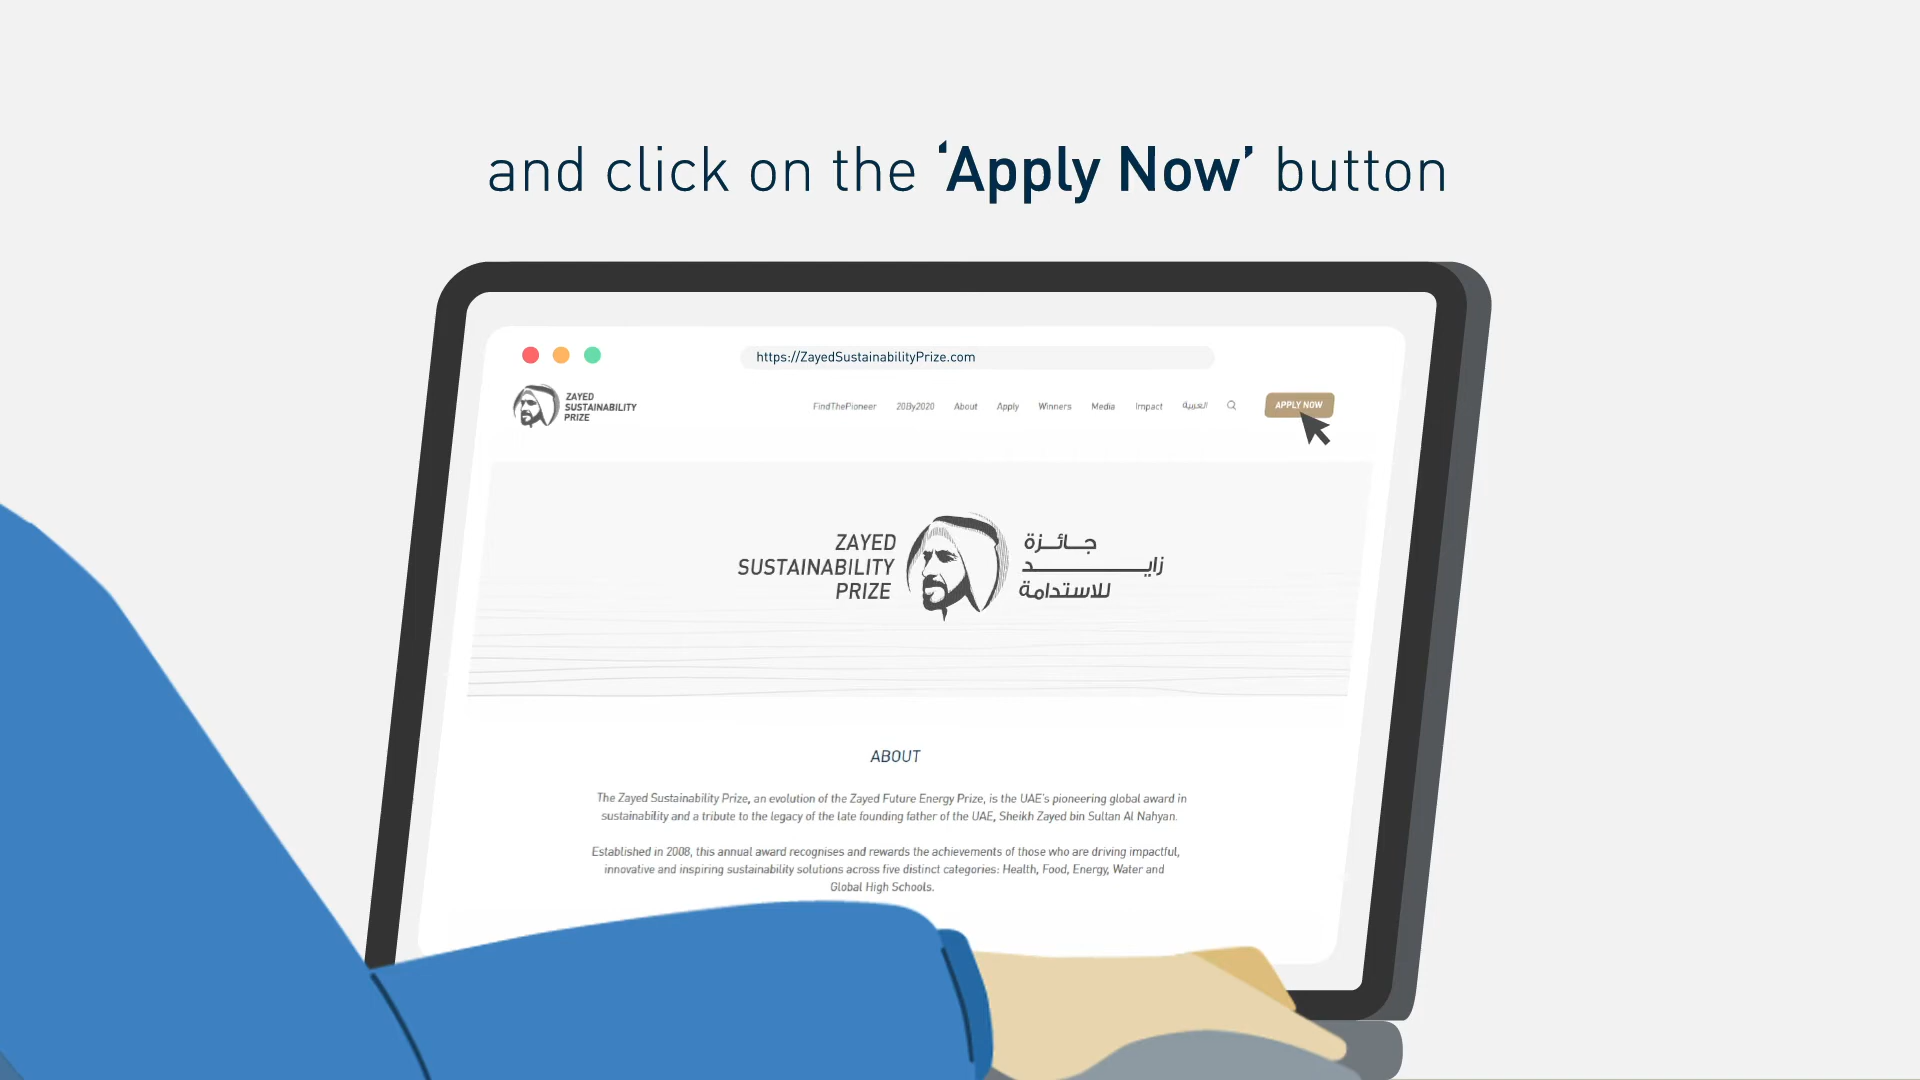 and click on the ‘Apply Now’ button
https://ZayedSustainabilityPrize.com
ZAYED
SUSTAINABILITY
PRIZE
FindThePioneer 20By2020 About Apply Winners Media Impact العربية APPLY NOW
ZAYED
SUSTAINABILITY
PRIZE
جائزة
زايد
للاستدامة
ABOUT
The Zayed Sustainability Prize, an evolution of the Zayed Future Energy Prize, is the UAE's pioneering global award in
sustainability and a tribute to the legacy of the late founding father of the UAE, Sheikh Zayed bin Sultan Al Nahyan.
Established in 2008, this annual award recognises and rewards the achievements of those who are driving impactful,
innovative and inspiring sustainability solutions across five distinct categories: Health, Food, Energy, Water and
Global High Schools.